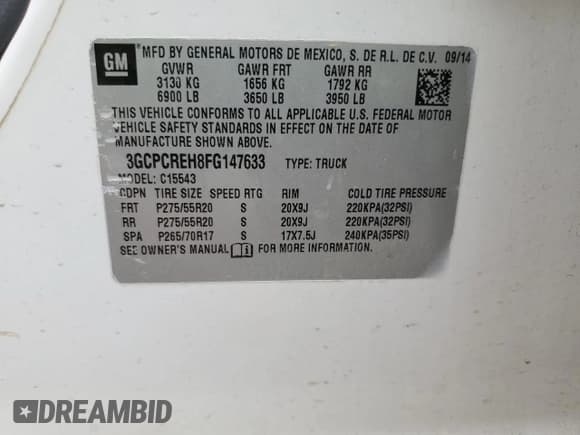 GM
MFD BY GENERAL MOTORS DE MEXICO, S. DE R.L. DE C.V. 09/14
GVWR GAWR FRT GAWR RR
3130 KG 1656 KG 1792 KG
6900 LB 3650 LB 3950 LB
THIS VEHICLE CONFORMS TO ALL APPLICABLE U.S. FEDERAL MOTOR
VEHICLE SAFETY STANDARDS IN EFFECT ON THE DATE OF
MANUFACTURE SHOWN ABOVE.
3GCPCREH8FG147633 TYPE: TRUCK
MODEL: C15543
CDPN TIRE SIZE SPEED RTG RIM COLD TIRE PRESSURE
FRT P275/55R20 S 20X9J 220KPA(32PSI)
RR P275/55R20 S 20X9J 220KPA(32PSI)
SPA P265/70R17 S 17X7.5J 240KPA(35PSI)
SEE OWNER'S MANUAL FOR MORE INFORMATION.
DREAMBID